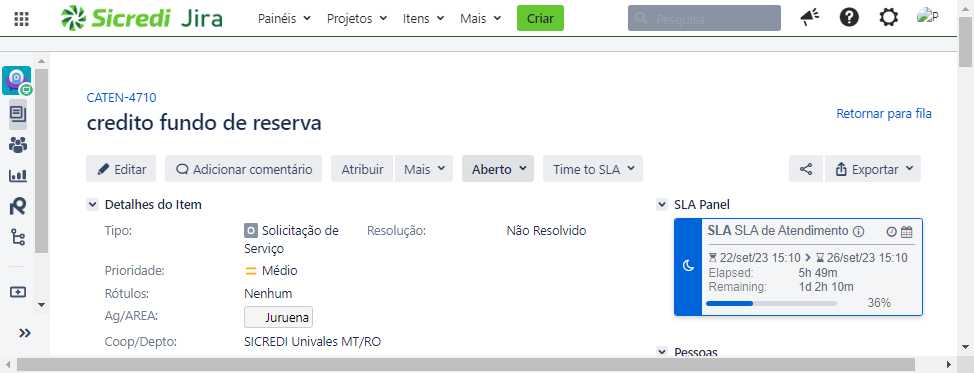 Sicredi Jira Painéis Projetos Itens Mais Criar Pesquisa P
CATEN-4710
credito fundo de reserva
Retornar para fila
Editar Adicionar comentário Atribuir Mais Aberto Time to SLA Exportar
Detalhes do Item
Tipo: Solicitação de Serviço
Resolução: Não Resolvido
Prioridade: Médio
Rótulos: Nenhum
Ag/AREA: Juruena
Coop/Depto: SICREDI Univales MT/RO
SLA Panel
SLA SLA de Atendimento
22/set/23 15:10 26/set/23 15:10
Elapsed: 5h 49m
Remaining: 1d 2h 10m
36%
Pessoas